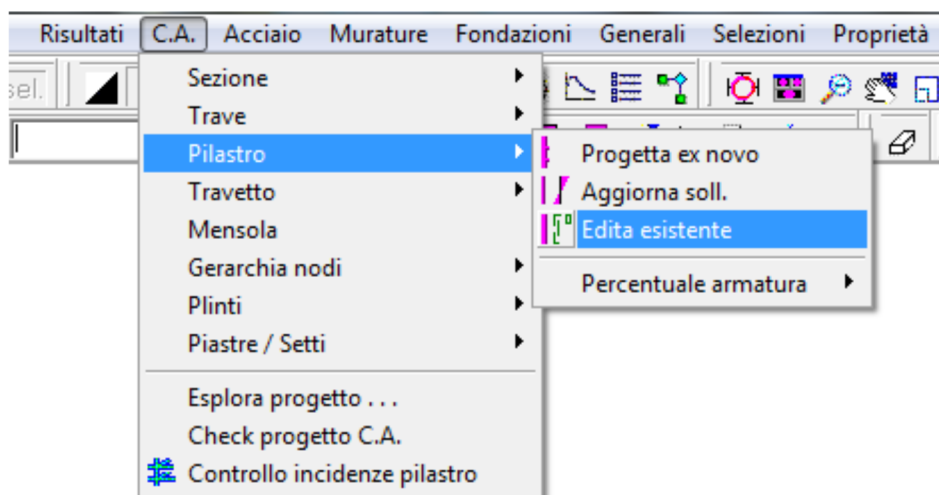 Risultati C.A. Acciaio Murature Fondazioni Generali Selezioni Proprietà
sel.
Sezione
Trave
Pilastro
Travetto
Mensola
Gerarchia nodi
Plinti
Piastre / Setti
Esplora progetto . . .
Check progetto C.A.
Controllo incidenze pilastro
Progetta ex novo
Aggiorna soll.
Edita esistente
Percentuale armatura